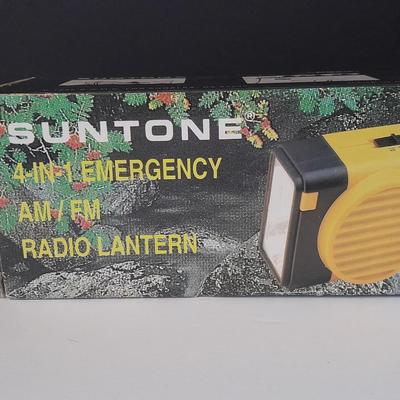 SUNTONE®
4-IN-1 EMERGENCY
AM / FM
RADIO LANTERN